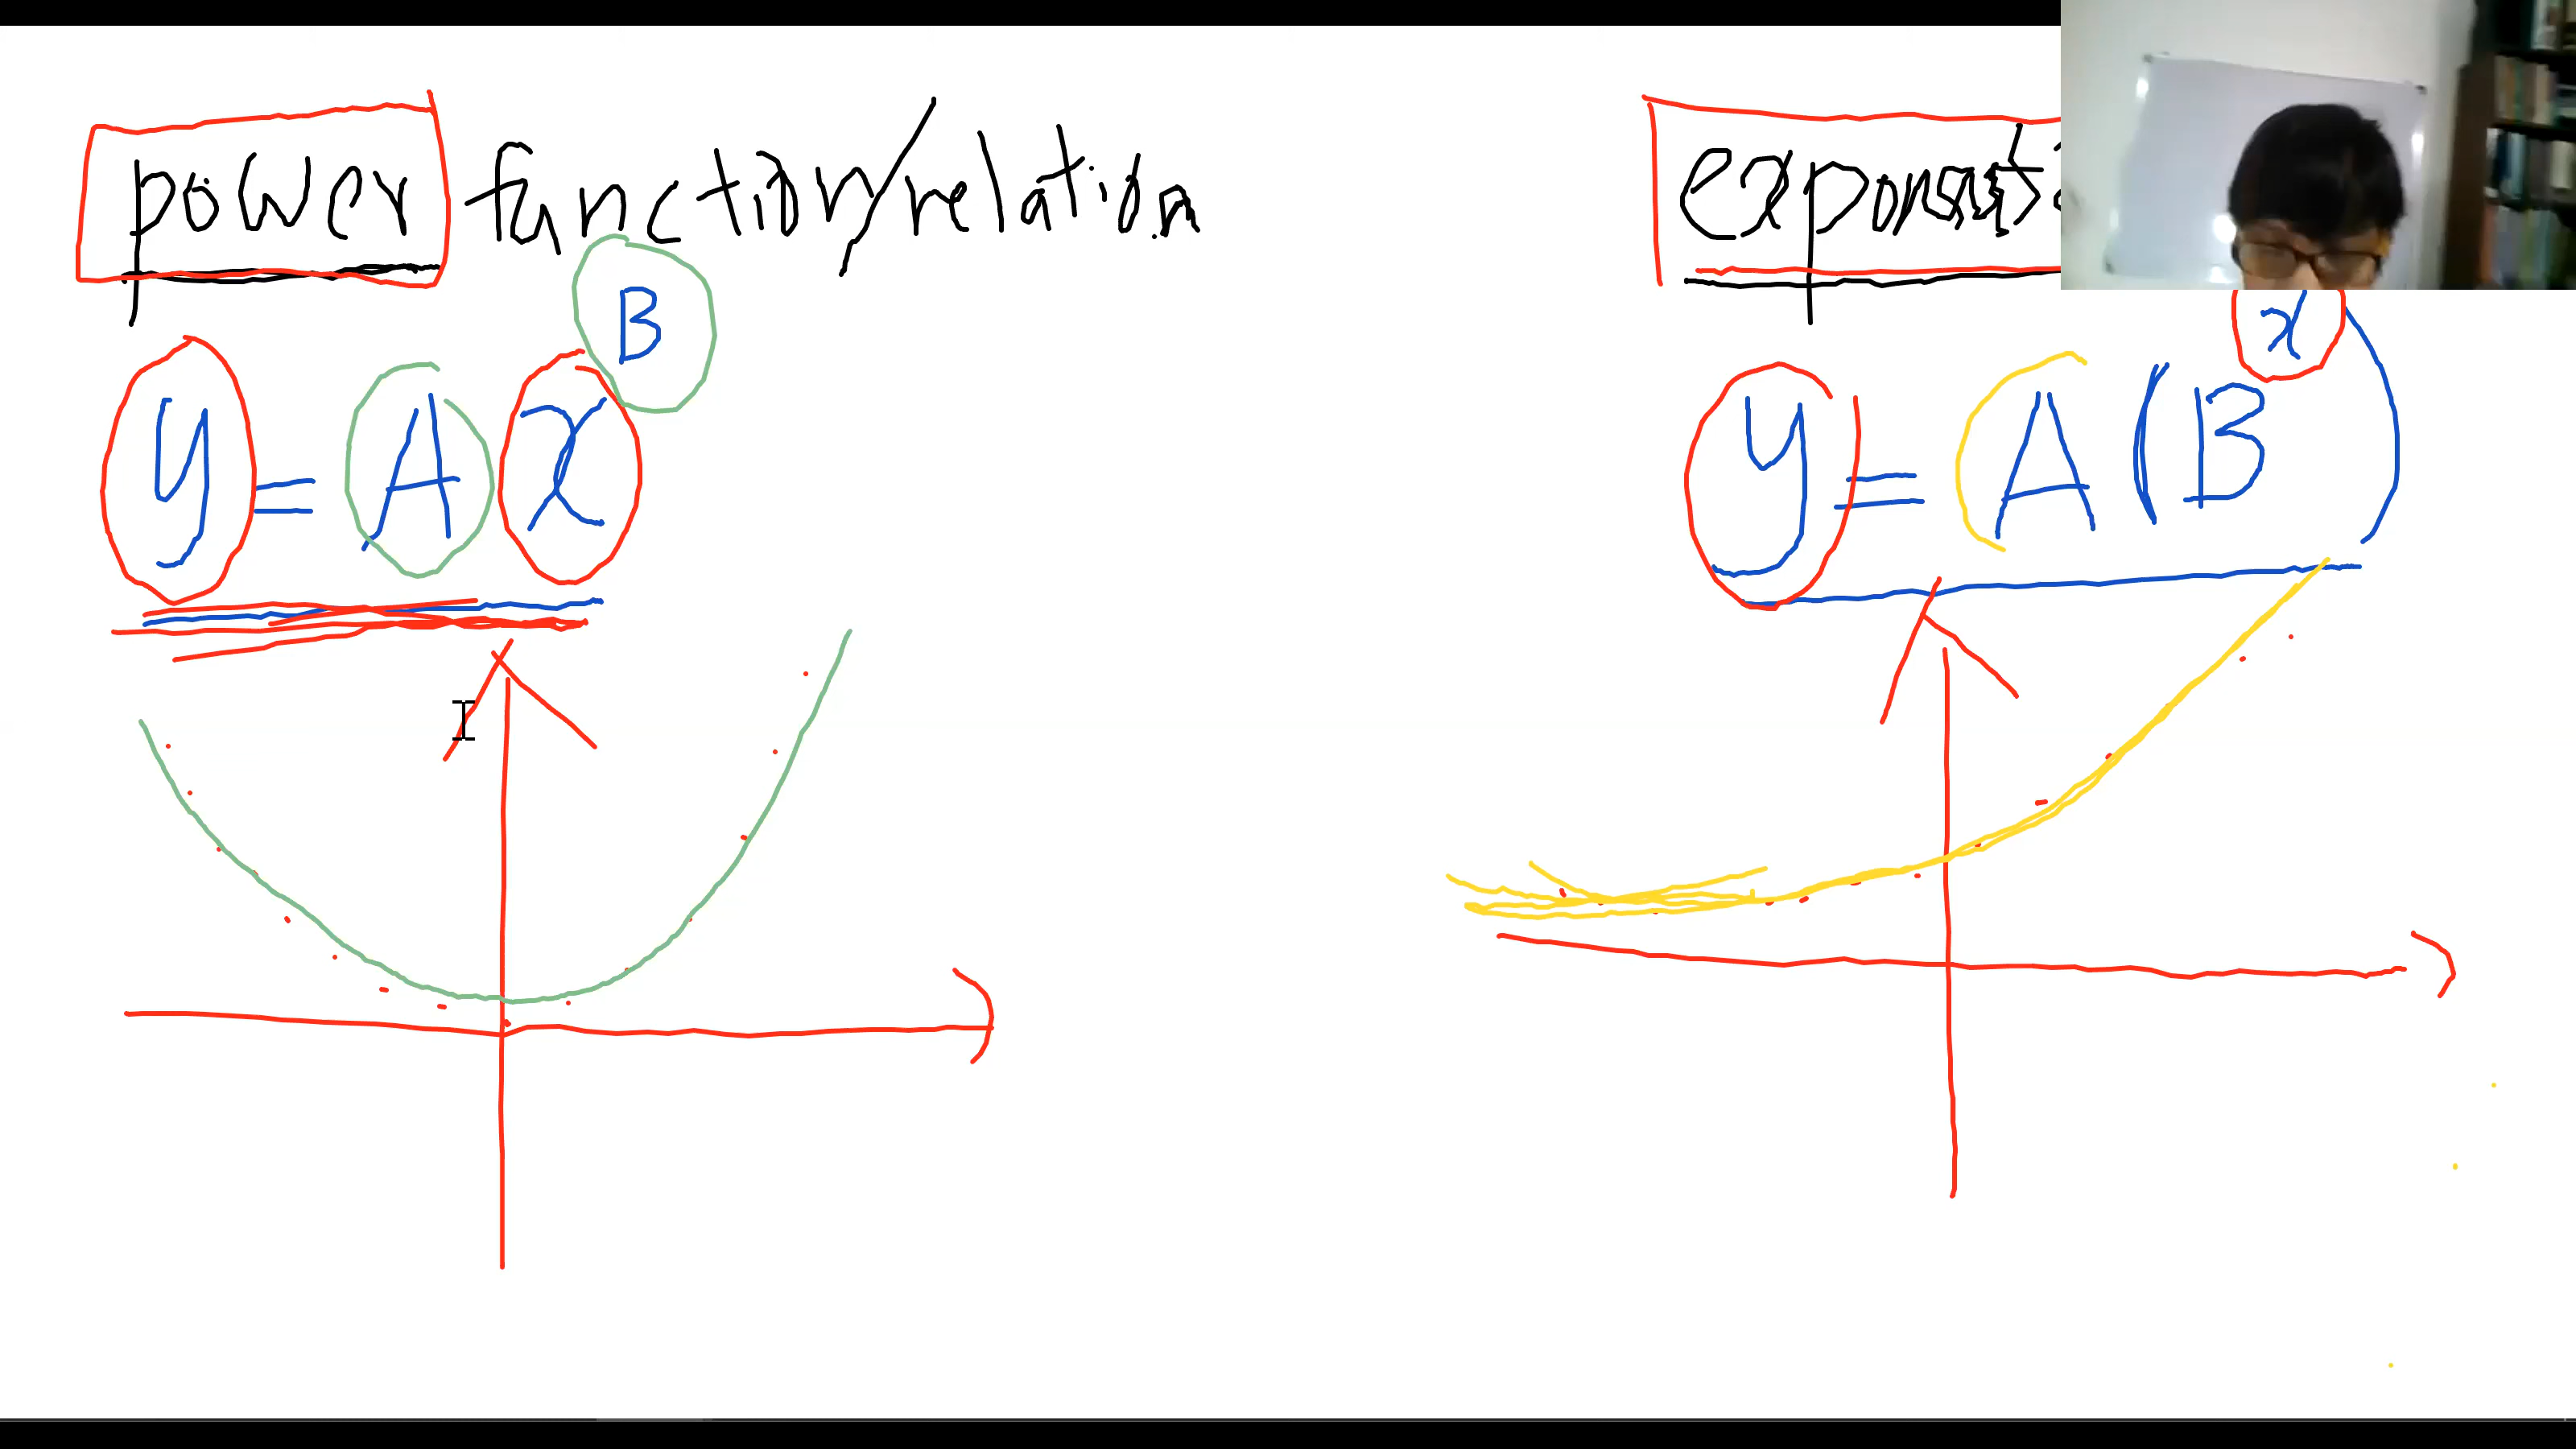 power function/relation
y = A x^B
y = A (B^x)